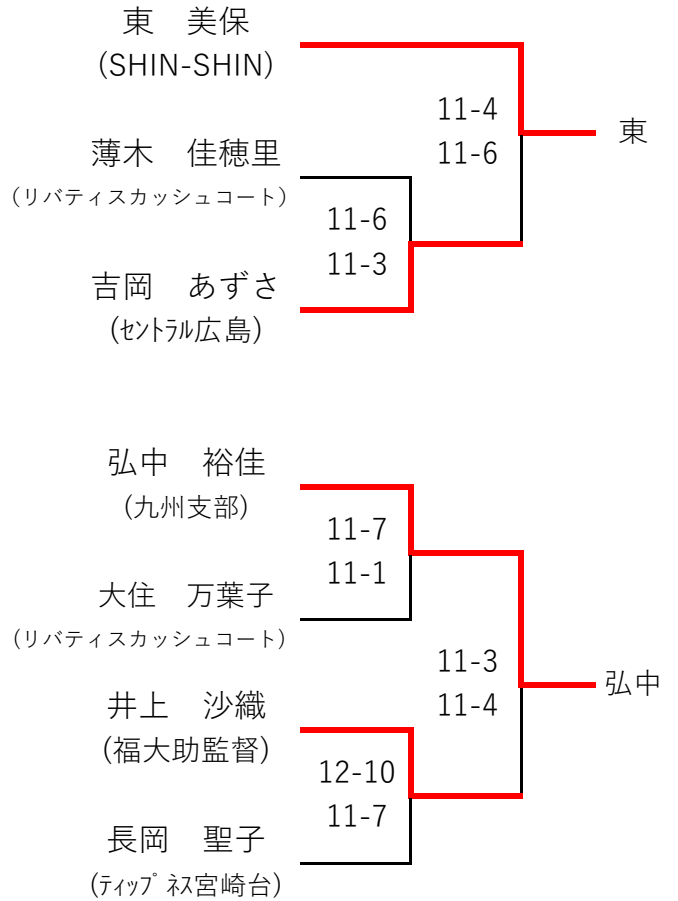 東　美保
(SHIN-SHIN)
11-4
11-6
東
薄木　佳穂里
（リバティスカッシュコート）
11-6
11-3
吉岡　あずさ
(ｾﾝﾄﾗﾙ広島)
弘中　裕佳
(九州支部)
11-7
11-1
大住　万葉子
（リバティスカッシュコート）
11-3
11-4
弘中
井上　沙織
(福大助監督)
12-10
11-7
長岡　聖子
(ﾃｨｯﾌﾟﾈｽ宮崎台)